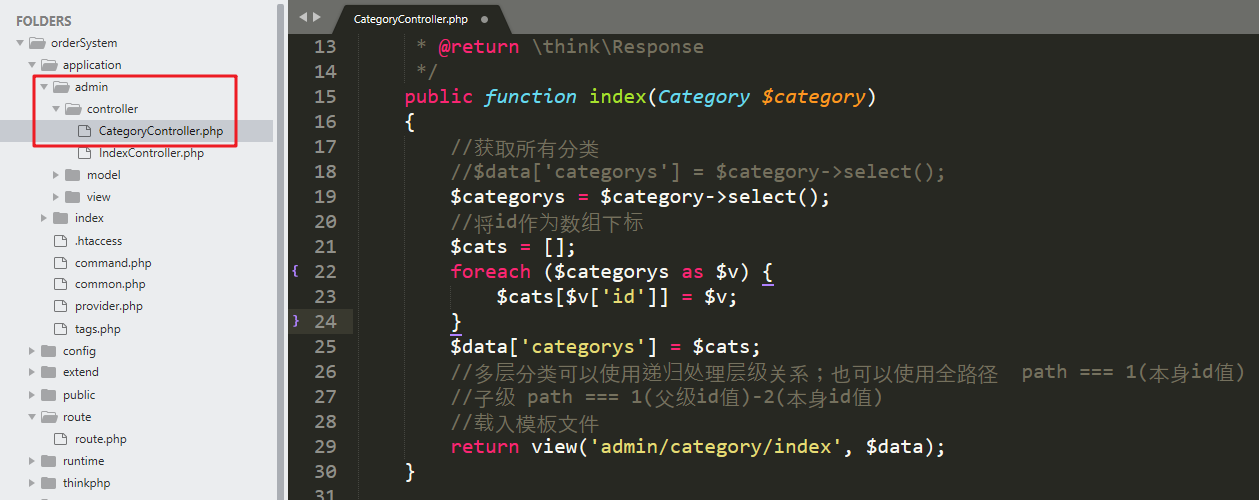 FOLDERS
orderSystem
application
admin
controller
CategoryController.php
IndexController.php
model
view
index
.htaccess
command.php
common.php
provider.php
tags.php
config
extend
public
route
route.php
runtime
thinkphp
CategoryController.php
13 * @return \think\Response
14 */
15 public function index(Category $category)
16 {
17 //获取所有分类
18 //$data['categorys'] = $category->select();
19 $categorys = $category->select();
20 //将id作为数组下标
21 $cats = [];
{ 22 foreach ($categorys as $v) {
23 $cats[$v['id']] = $v;
} 24 }
25 $data['categorys'] = $cats;
26 //多层分类可以使用递归处理层级关系；也可以使用全路径 path === 1(本身id值)
27 //子级 path === 1(父级id值)-2(本身id值)
28 //载入模板文件
29 return view('admin/category/index', $data);
30 }
31